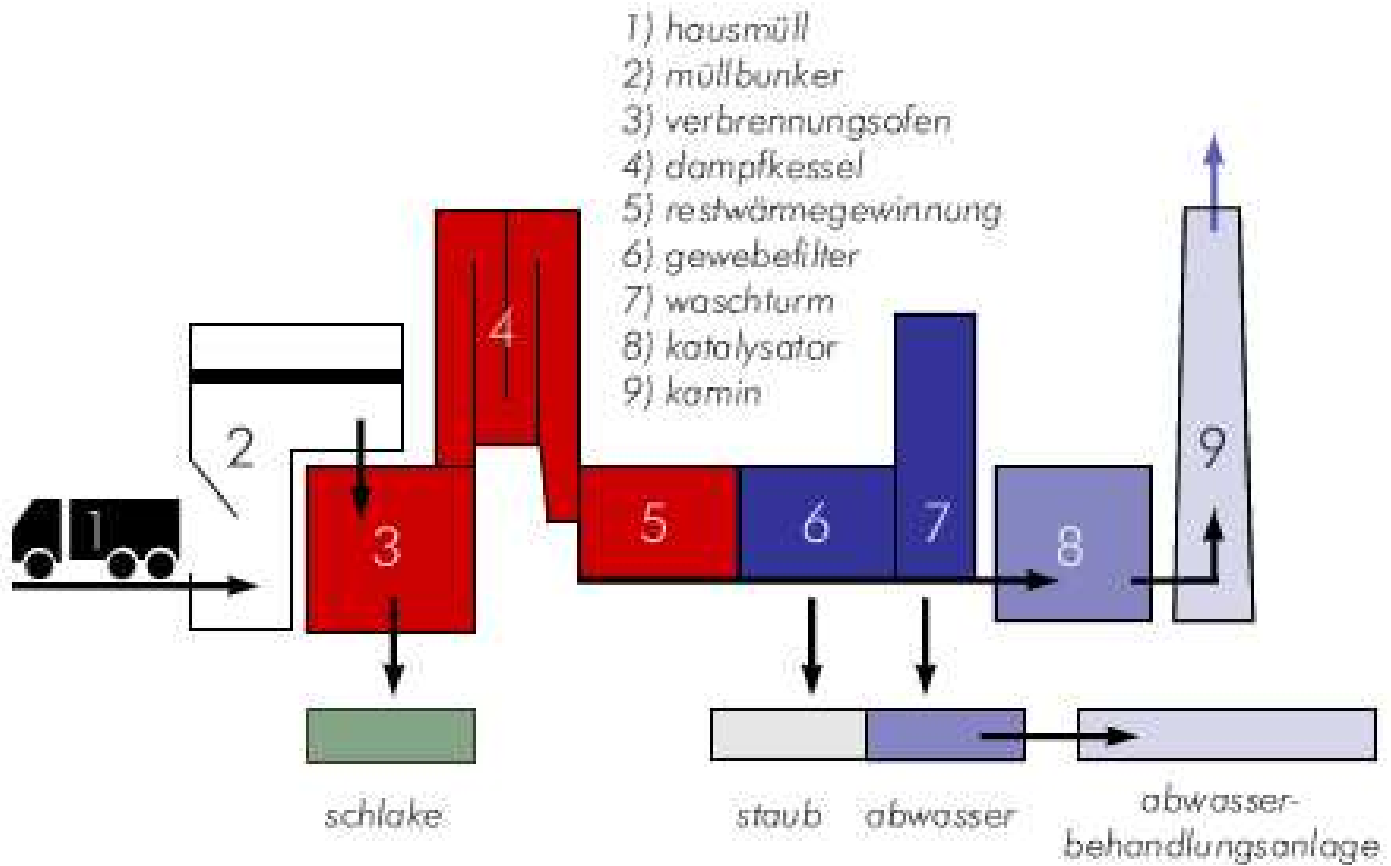 1) hausmüll
2) müllbunker
3) verbrennungsofen
4) dampfkessel
5) restwärmegewinnung
6) gewebefilter
7) waschturm
8) katalysator
9) kamin
4
2
9
1
3
5
6
7
8
schlake
staub
abwasser
abwasser-
behandlungsanlage